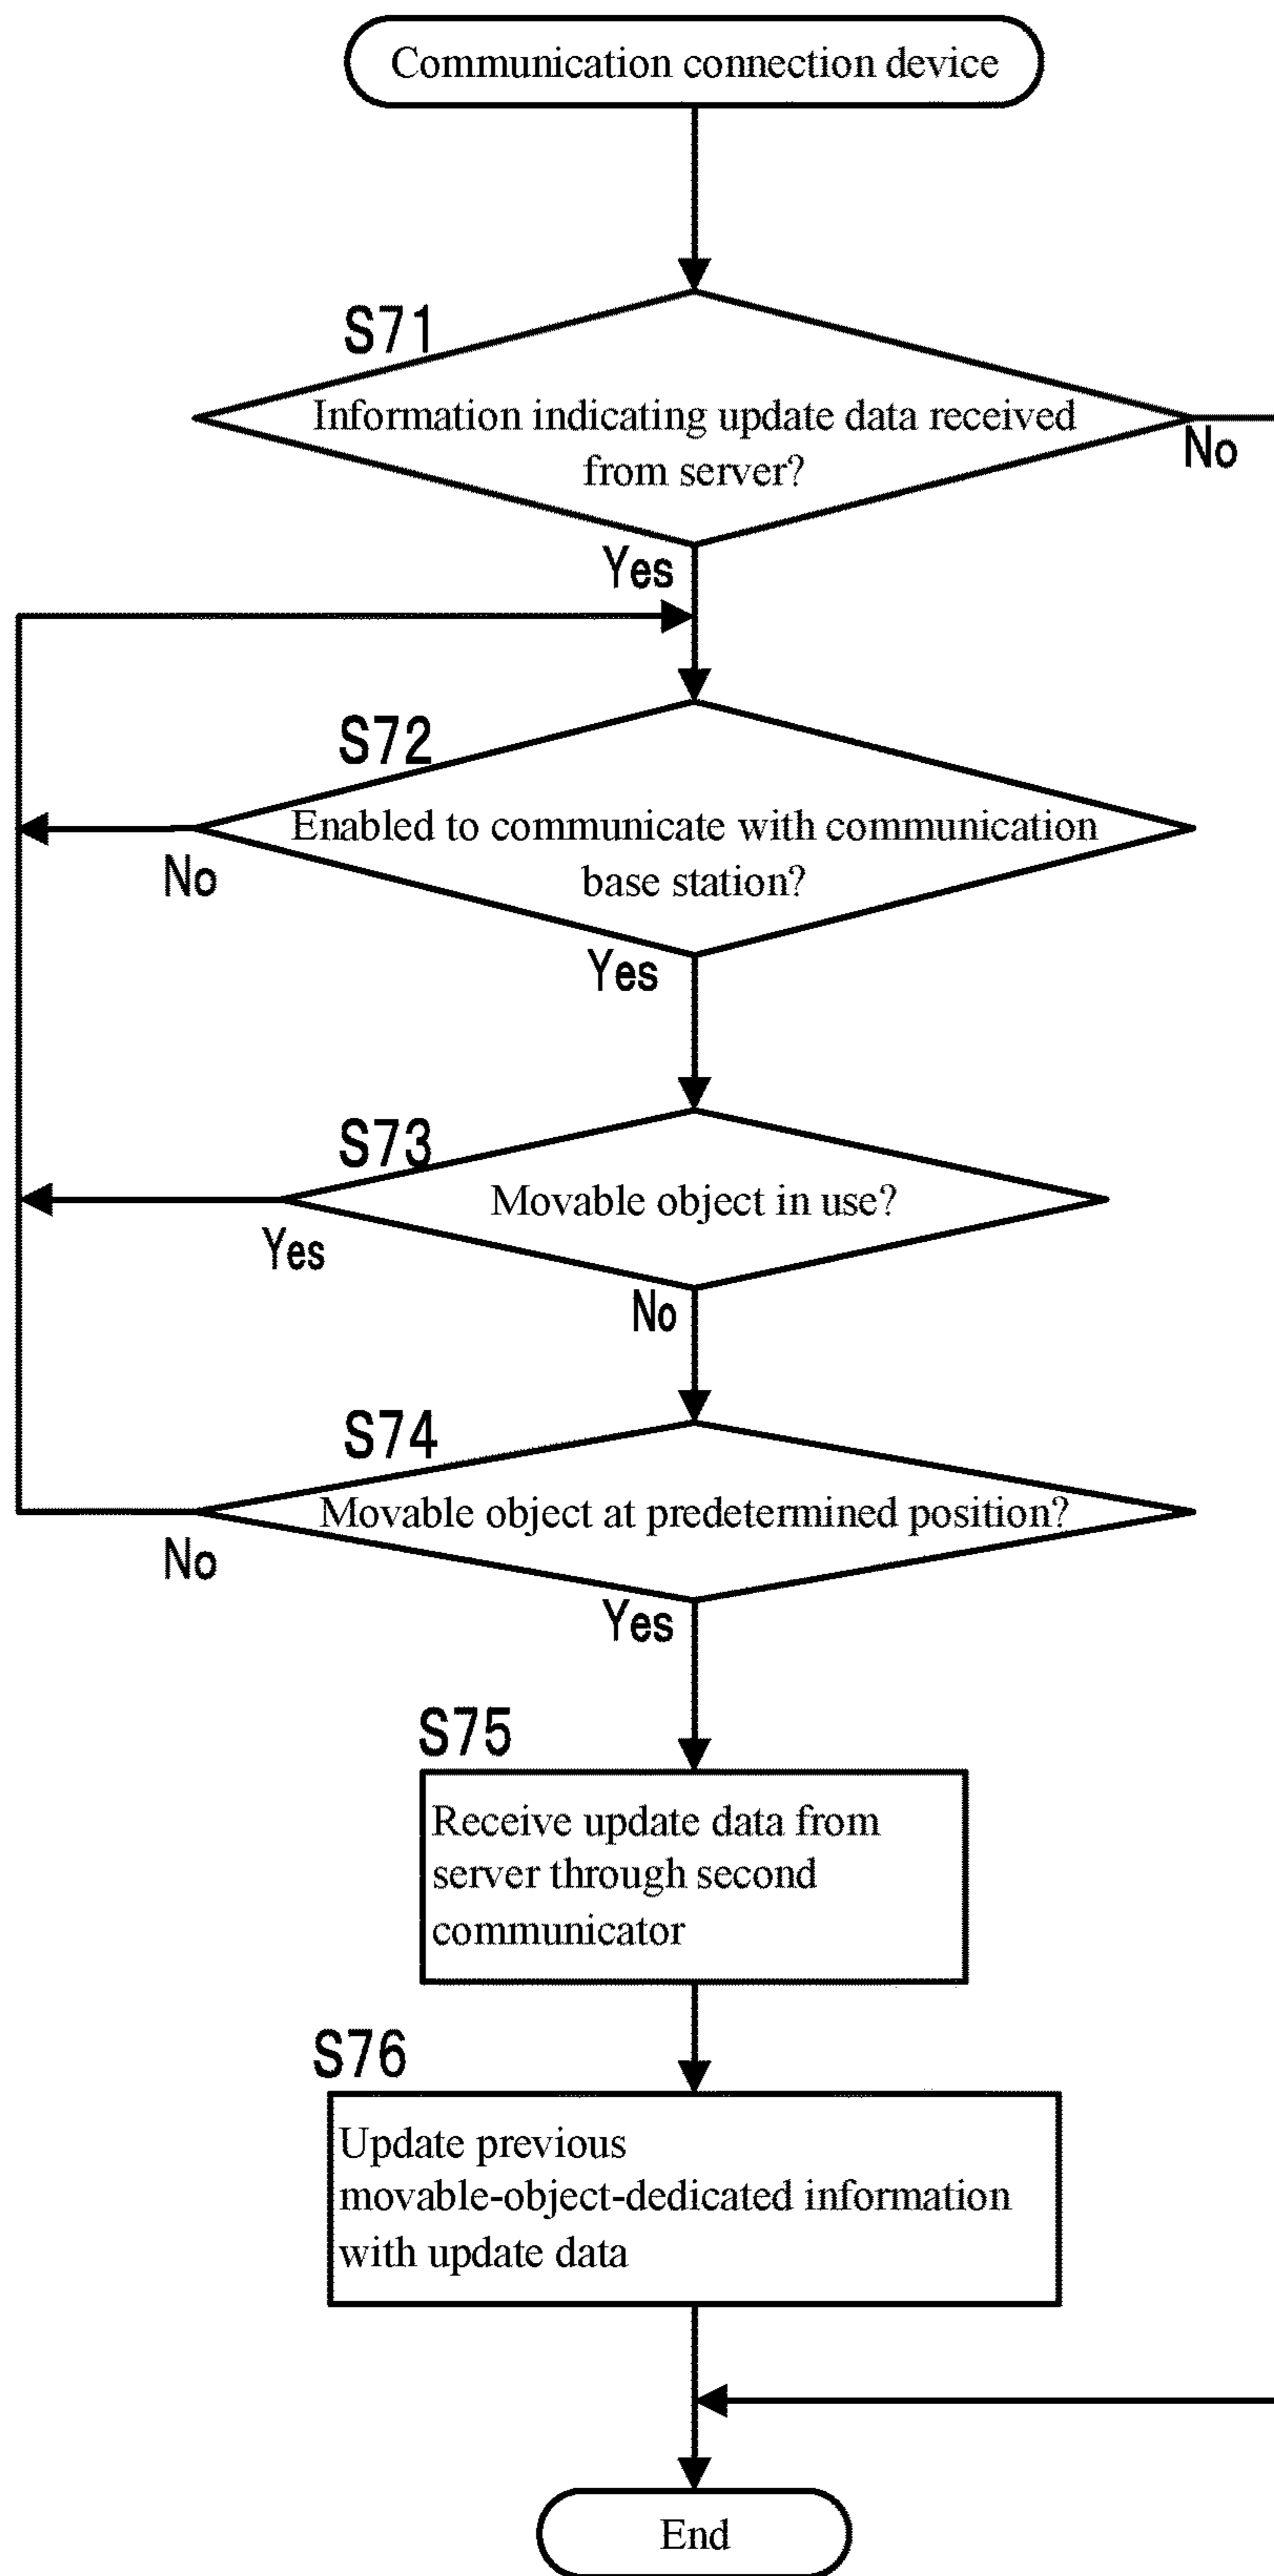 Communication connection device
S71
Information indicating update data received
from server?
No
Yes
S72
Enabled to communicate with communication
base station?
No
Yes
S73
Movable object in use?
Yes
No
S74
Movable object at predetermined position?
No
Yes
S75
Receive update data from
server through second
communicator
S76
Update previous
movable-object-dedicated information
with update data
End